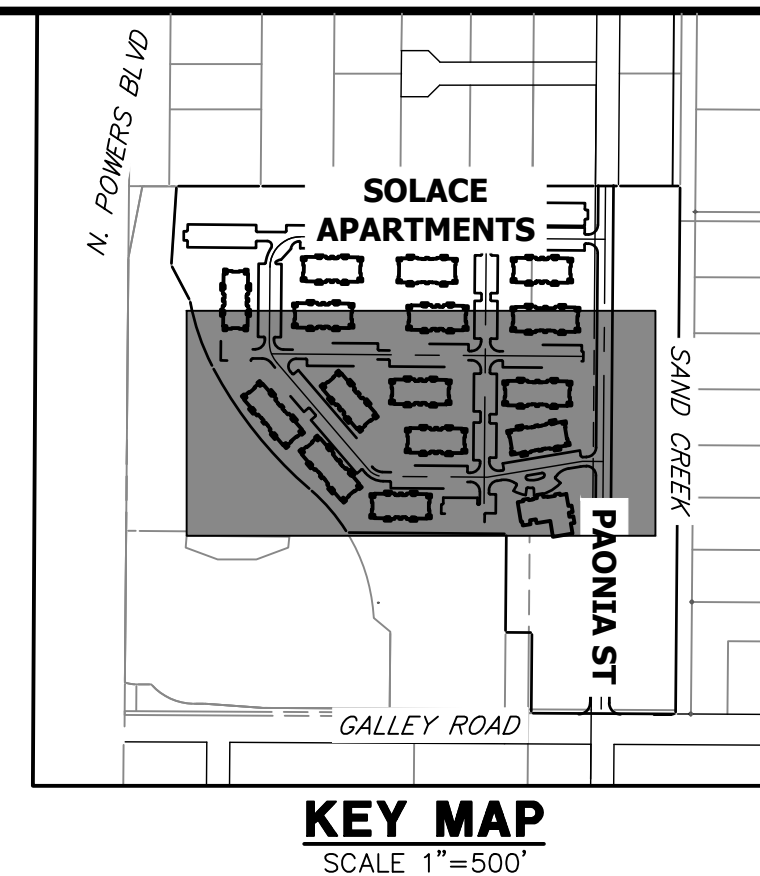 N. POWERS BLVD
SOLACE
APARTMENTS
SAND CREEK
PAONIA ST
GALLEY ROAD
KEY MAP
SCALE 1"=500'